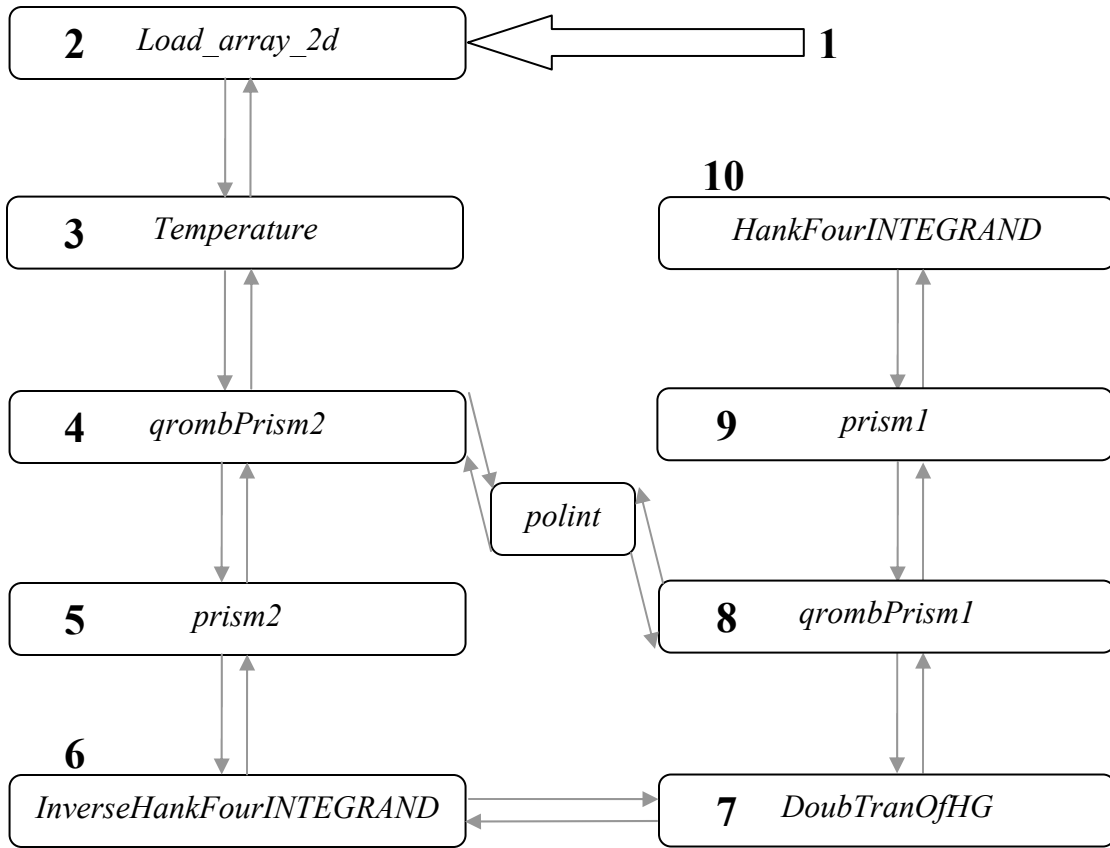 2 Load_array_2d
1
3 Temperature
10
HankFourINTEGRAND
4 qrombPrism2
9 prism1
polint
5 prism2
8 qrombPrism1
6
InverseHankFourINTEGRAND
7 DoubTranOfHG